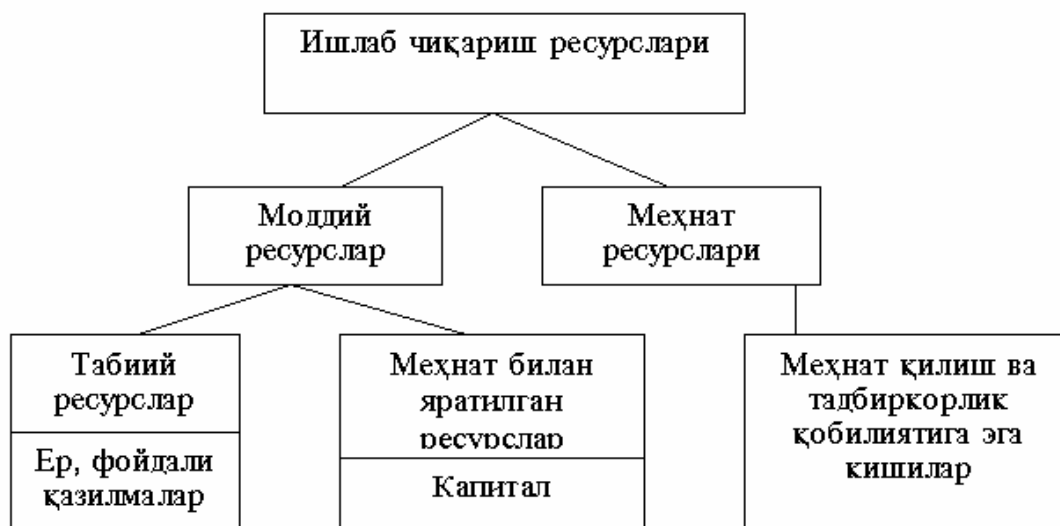 Ишлаб чиқариш ресурслари
Моддий
ресурслар
Меҳнат
ресурслари
Табиий
ресурслар
Ер, фойдали
қазилмалар
Меҳнат билан
яратилган
ресурслар
Капитал
Меҳнат қилиш ва
тадбиркорлик
қобилиятига эга
кишилар